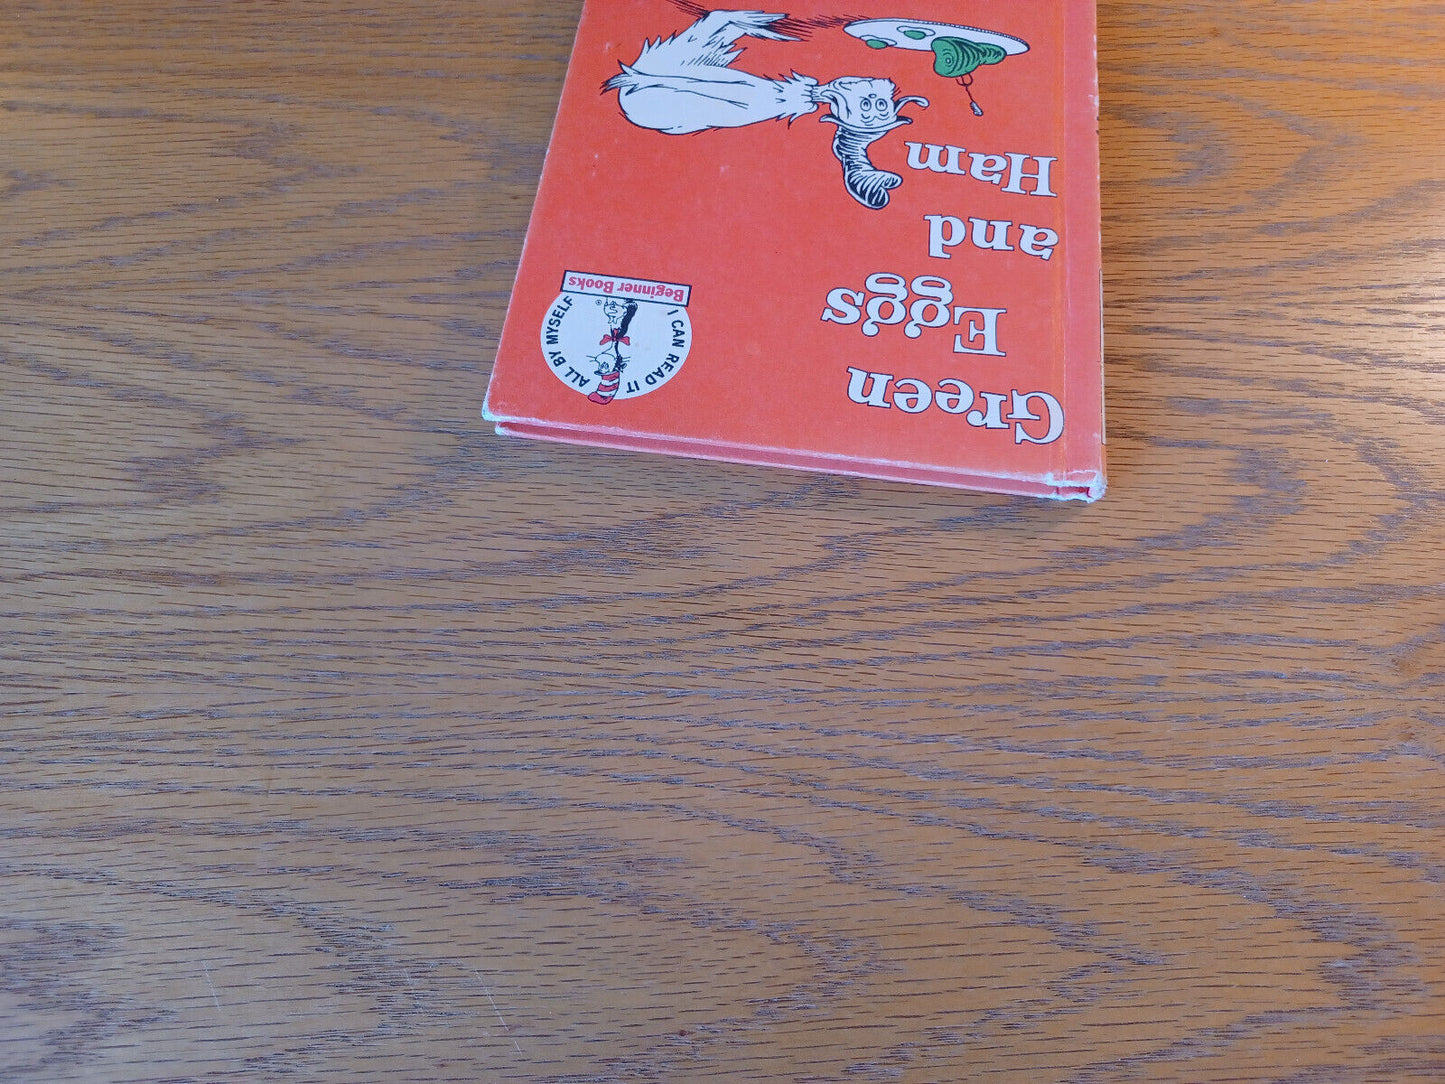 Green
Eggs
and
Ham
I CAN READ IT ALL BY MYSELF
Beginner Books
®